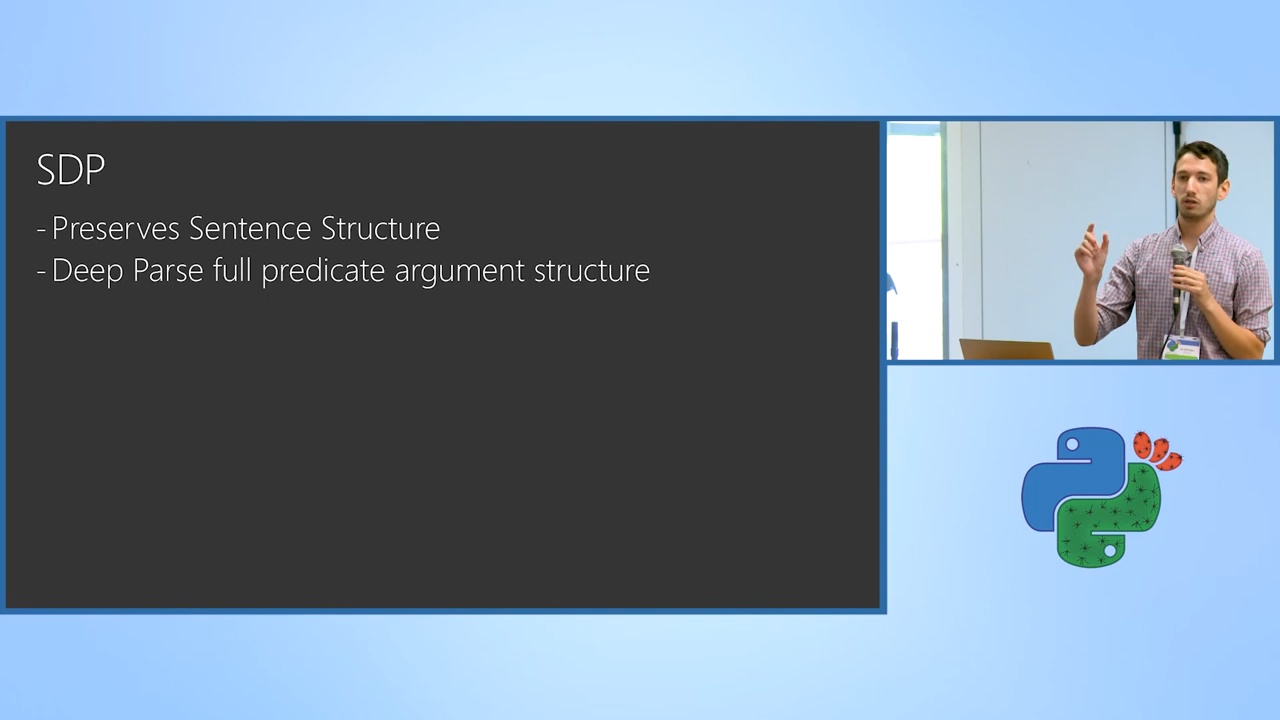 SDP
- Preserves Sentence Structure
- Deep Parse full predicate argument structure